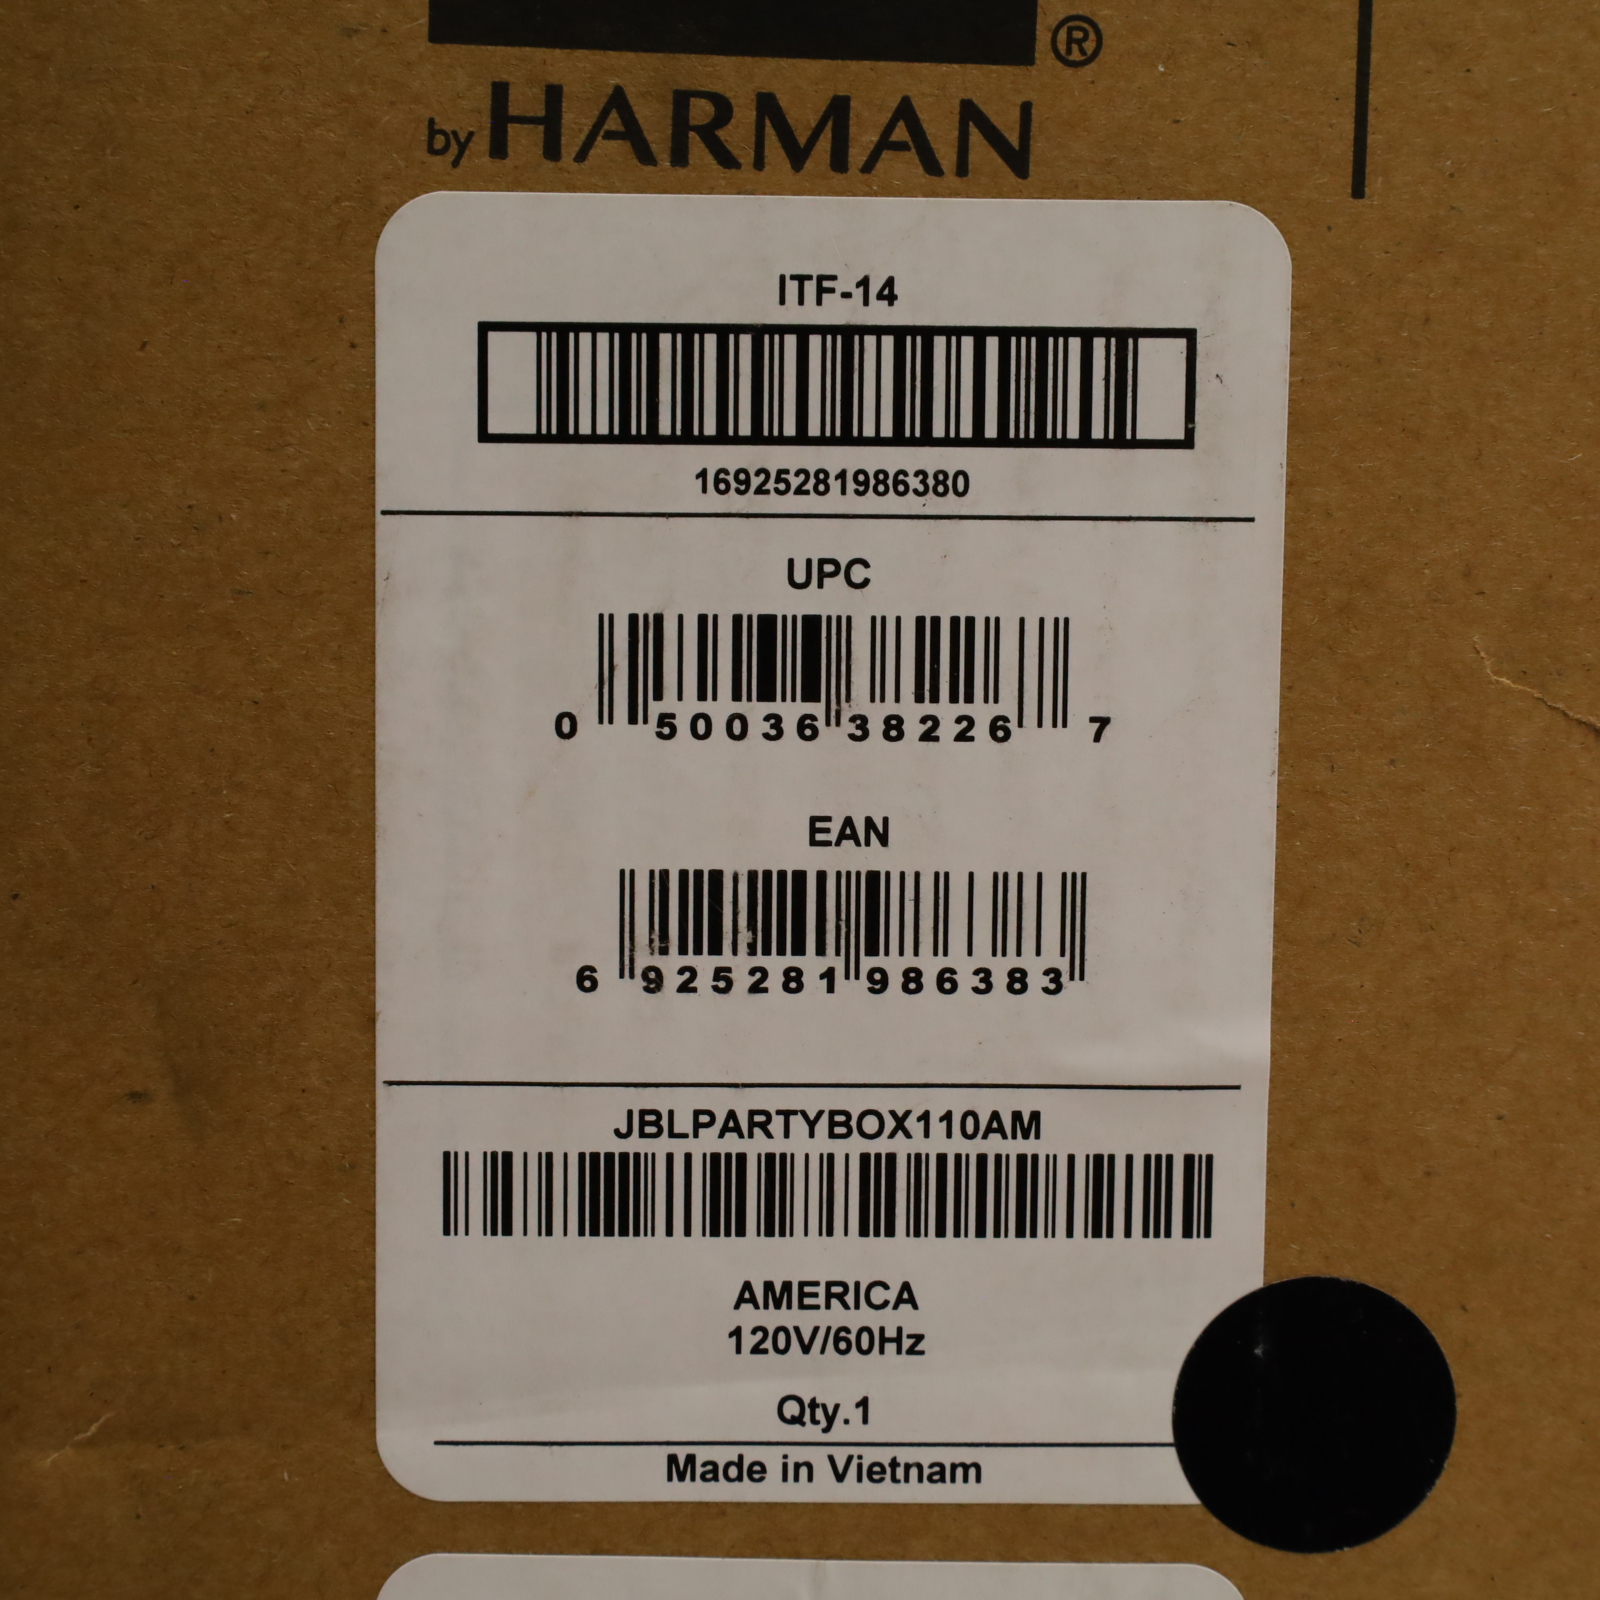 ®
by HARMAN
ITF-14
16925281986380
UPC
0 50036 38226 7
EAN
6 925281 986383
JBLPARTYBOX110AM
AMERICA
120V/60Hz
Qty.1
Made in Vietnam